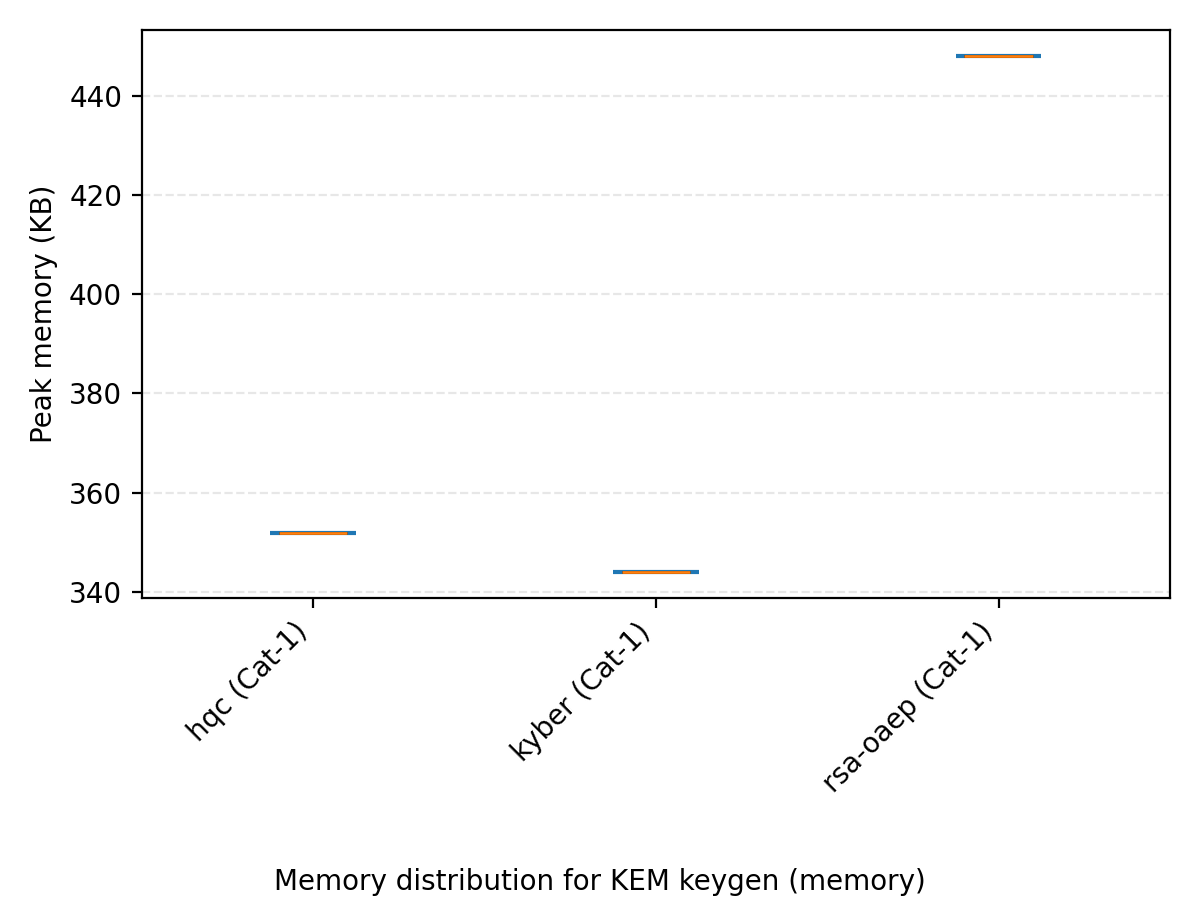 440
420
400
380
360
340
Peak memory (KB)
hqc (Cat-1)
kyber (Cat-1)
rsa-oaep (Cat-1)
Memory distribution for KEM keygen (memory)